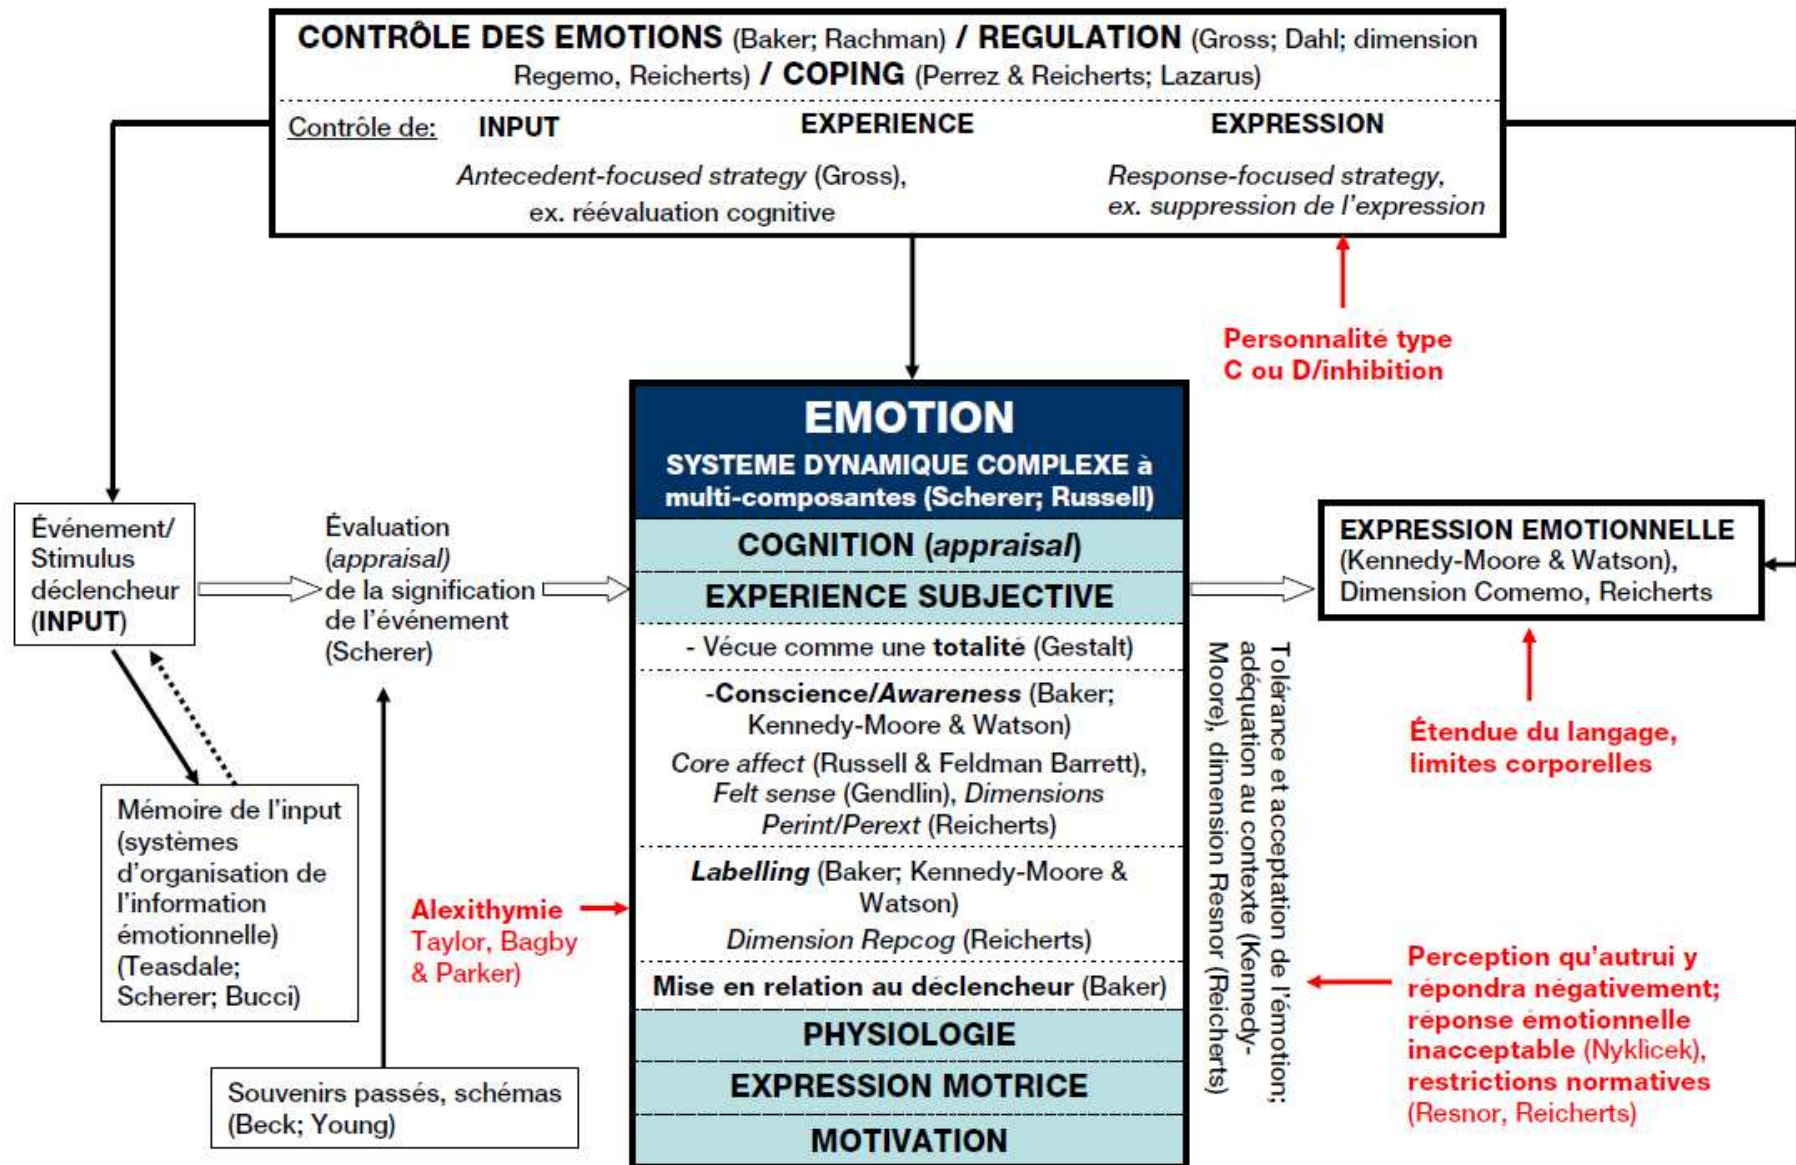 CONTRÔLE DES EMOTIONS (Baker; Rachman) / REGULATION (Gross; Dahl; dimension
Regemo, Reicherts) / COPING (Perrez & Reicherts; Lazarus)
Contrôle de: INPUT EXPERIENCE EXPRESSION
Antecedent-focused strategy (Gross),
ex. réévaluation cognitive
Response-focused strategy,
ex. suppression de l'expression
Personnalité type
C ou D/inhibition
Événement/
Stimulus
déclencheur
(INPUT)
Évaluation
(appraisal)
de la signification
de l'événement
(Scherer)
Mémoire de l'input
(systèmes
d'organisation de
l'information
émotionnelle)
(Teasdale;
Scherer; Bucci)
Souvenirs passés, schémas
(Beck; Young)
Alexithymie
Taylor, Bagby
& Parker)
EMOTION
SYSTEME DYNAMIQUE COMPLEXE à
multi-composantes (Scherer; Russell)
COGNITION (appraisal)
EXPERIENCE SUBJECTIVE
- Vécue comme une totalité (Gestalt)
-Conscience/Awareness (Baker;
Kennedy-Moore & Watson)
Core affect (Russell & Feldman Barrett),
Felt sense (Gendlin), Dimensions
Perint/Perext (Reicherts)
Labelling (Baker; Kennedy-Moore &
Watson)
Dimension Repcog (Reicherts)
Mise en relation au déclencheur (Baker)
PHYSIOLOGIE
EXPRESSION MOTRICE
MOTIVATION
Tolérance et acceptation de l'émotion;
adéquation au contexte (Kennedy-
Moore), dimension Resnor (Reicherts)
EXPRESSION EMOTIONNELLE
(Kennedy-Moore & Watson),
Dimension Comemo, Reicherts
Étendue du langage,
limites corporelles
Perception qu'autrui y
répondra négativement;
réponse émotionnelle
inacceptable (Nyklicek),
restrictions normatives
(Resnor, Reicherts)